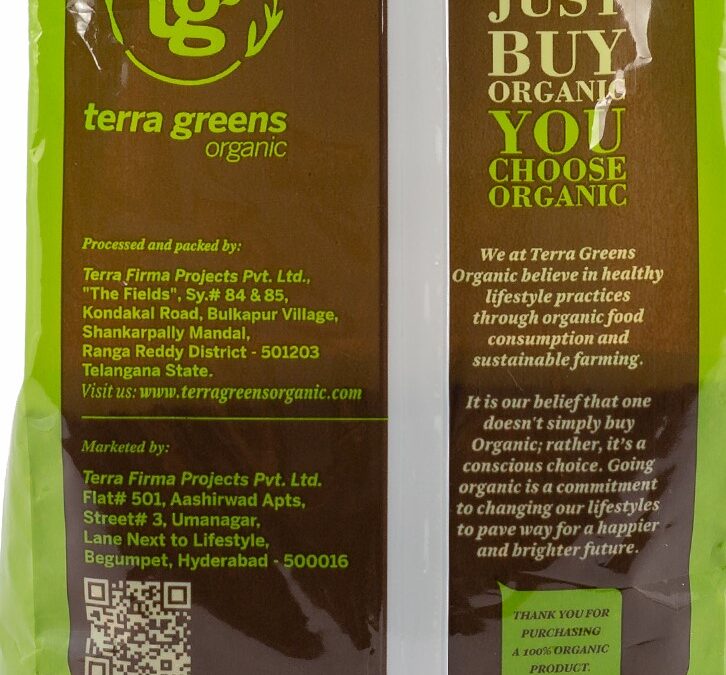 tg
terra greens
organic
Processed and packed by:
Terra Firma Projects Pvt. Ltd.,
"The Fields", Sy.# 84 & 85,
Kondakal Road, Bulkapur Village,
Shankarpally Mandal,
Ranga Reddy District - 501203
Telangana State.
Visit us: www.terragreensorganic.com
Marketed by:
Terra Firma Projects Pvt. Ltd.
Flat# 501, Aashirwad Apts,
Street# 3, Umanagar,
Lane Next to Lifestyle,
Begumpet, Hyderabad - 500016
JUST
BUY
ORGANIC
YOU
CHOOSE
ORGANIC
We at Terra Greens
Organic believe in healthy
lifestyle practices
through organic food
consumption and
sustainable farming.
It is our belief that one
doesn't simply buy
Organic; rather, it's a
conscious choice. Going
organic is a commitment
to changing our lifestyles
to pave way for a happier
and brighter future.
THANK YOU FOR
PURCHASING
A 100% ORGANIC
PRODUCT.